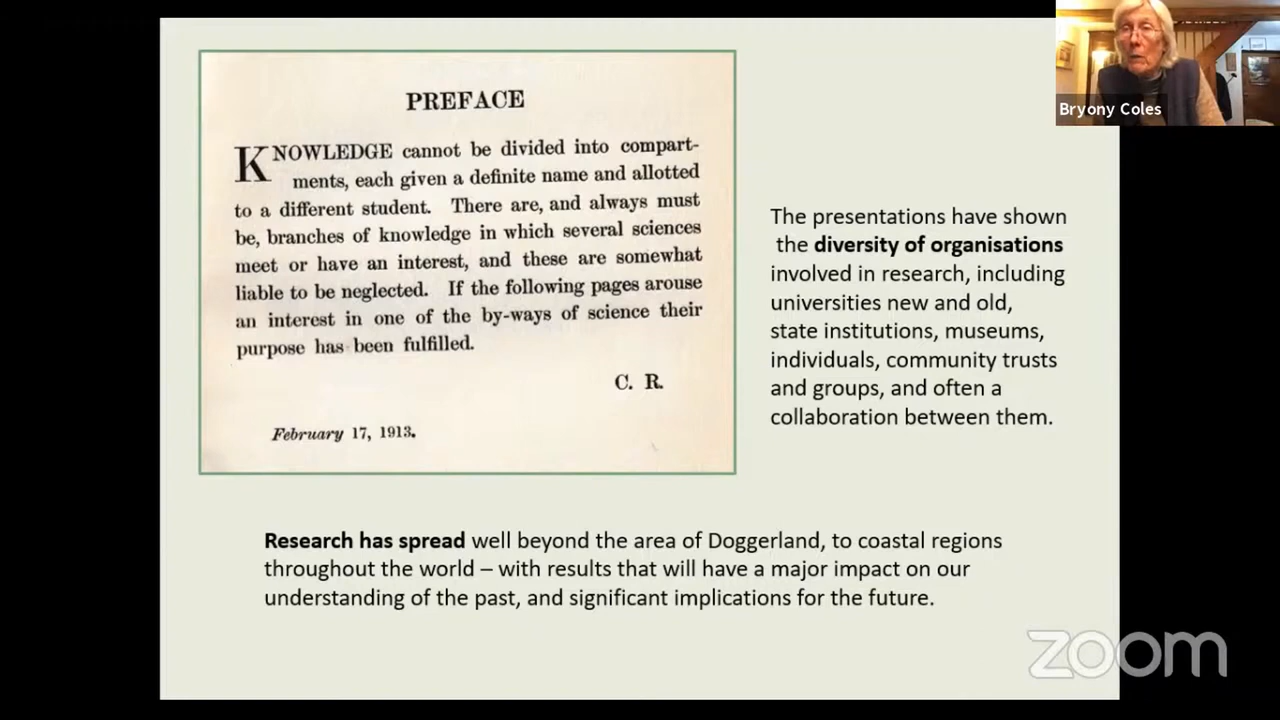 PREFACE
KNOWLEDGE cannot be divided into compart-
ments, each given a definite name and allotted
to a different student. There are, and always must
be, branches of knowledge in which several sciences
meet or have an interest, and these are somewhat
liable to be neglected. If the following pages arouse
an interest in one of the by-ways of science their
purpose has been fulfilled.
C. R.
February 17, 1913.
Bryony Coles
The presentations have shown
the diversity of organisations
involved in research, including
universities new and old,
state institutions, museums,
individuals, community trusts
and groups, and often a
collaboration between them.
Research has spread well beyond the area of Doggerland, to coastal regions
throughout the world – with results that will have a major impact on our
understanding of the past, and significant implications for the future.
zoom